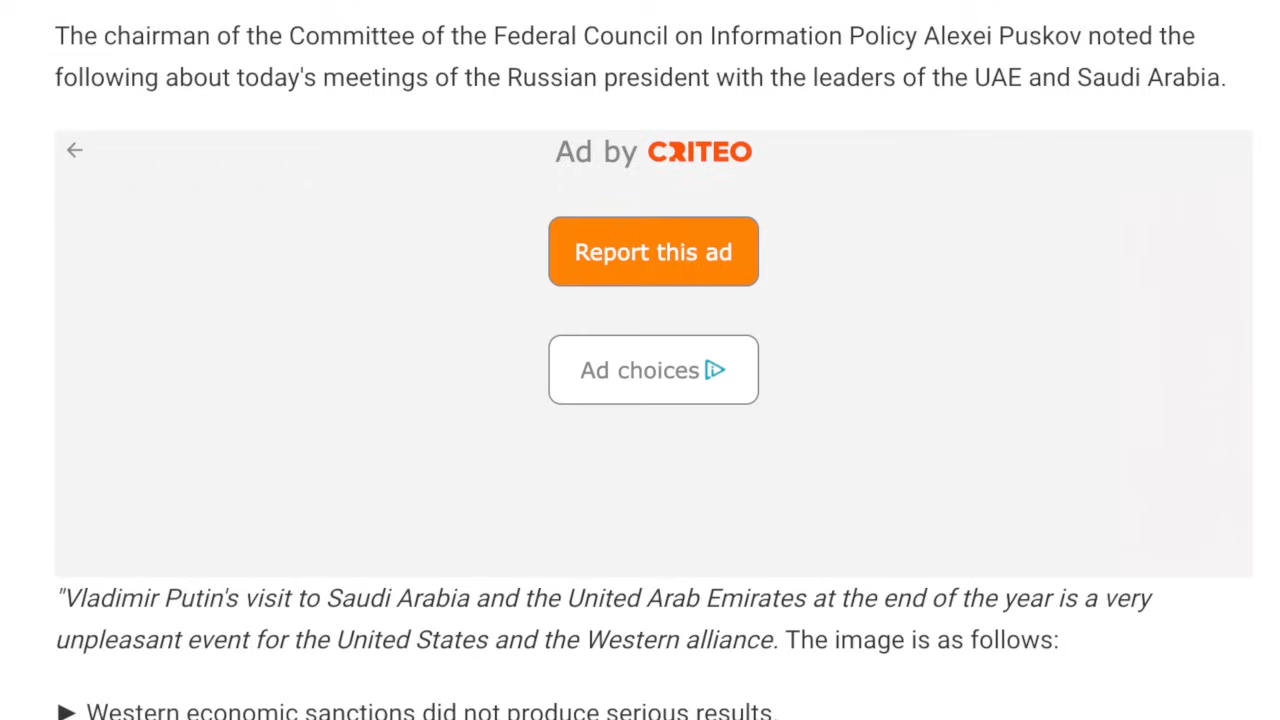 The chairman of the Committee of the Federal Council on Information Policy Alexei Puskov noted the
following about today's meetings of the Russian president with the leaders of the UAE and Saudi Arabia.
Ad by CRITEO
Report this ad
Ad choices
"Vladimir Putin's visit to Saudi Arabia and the United Arab Emirates at the end of the year is a very
unpleasant event for the United States and the Western alliance. The image is as follows:
► Western economic sanctions did not produce serious results.